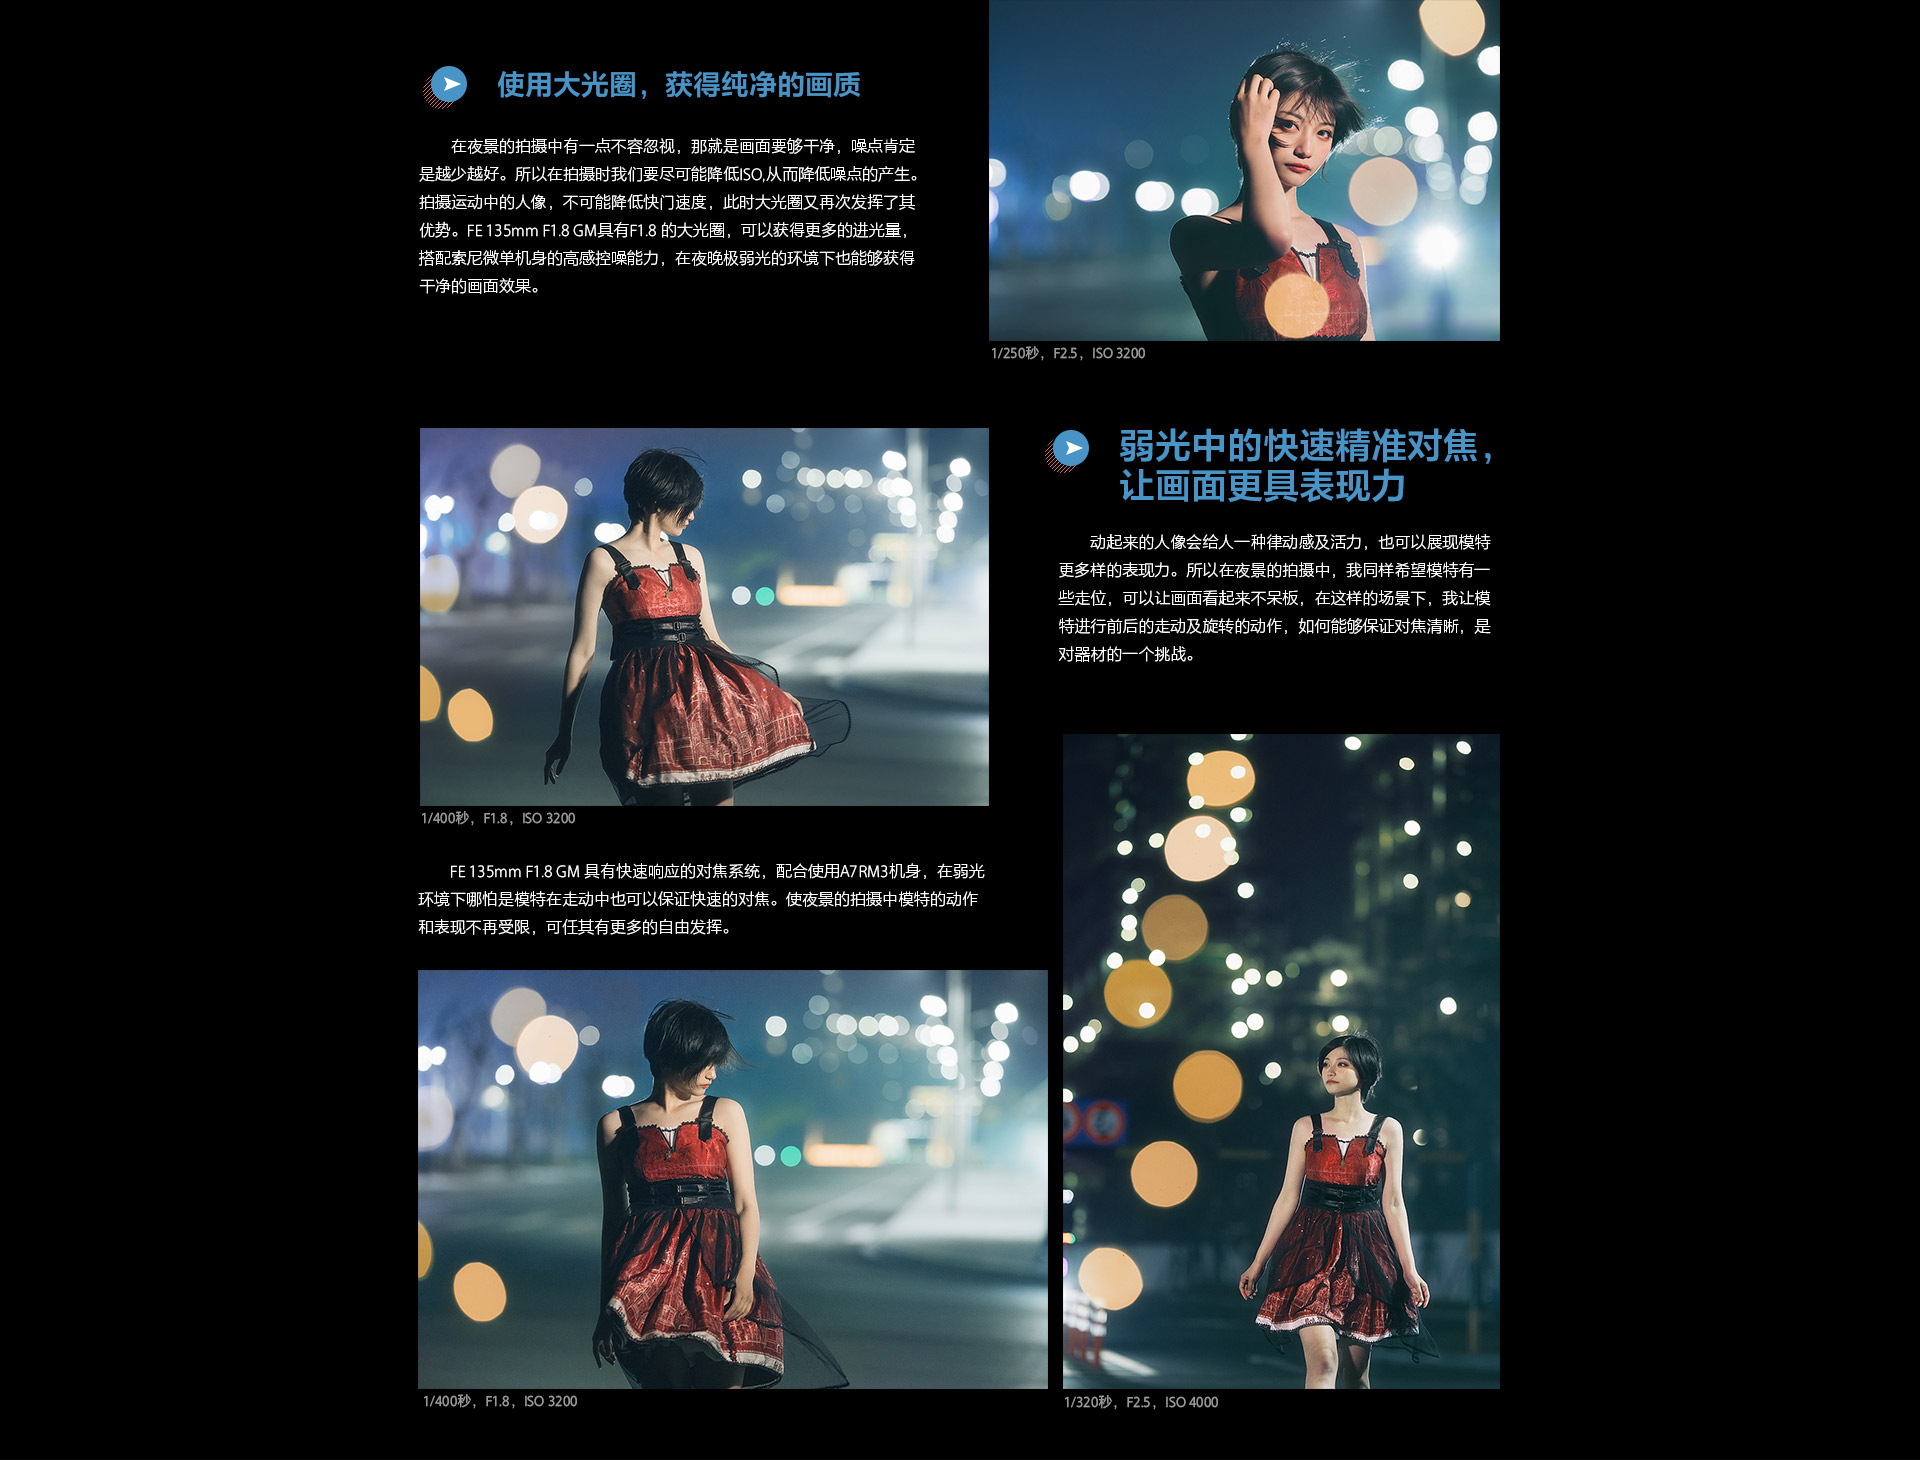 使用大光圈，获得纯净的画质
在夜景的拍摄中有一点不容忽视，那就是画面要够干净，噪点肯定
是越少越好。所以在拍摄时我们要尽可能降低ISO,从而降低噪点的产生。
拍摄运动中的人像，不可能降低快门速度，此时大光圈又再次发挥了其
优势。FE 135mm F1.8 GM具有F1.8 的大光圈，可以获得更多的进光量，
搭配索尼微单机身的高感控噪能力，在夜晚极弱光的环境下也能够获得
干净的画面效果。
1/250秒，F2.5，ISO 3200
弱光中的快速精准对焦，
让画面更具表现力
动起来的人像会给人一种律动感及活力，也可以展现模特
更多样的表现力。所以在夜景的拍摄中，我同样希望模特有一
些走位，可以让画面看起来不呆板，在这样的场景下，我让模
特进行前后的走动及旋转的动作，如何能够保证对焦清晰，是
对器材的一个挑战。
1/400秒，F1.8，ISO 3200
FE 135mm F1.8 GM 具有快速响应的对焦系统，配合使用A7RM3机身，在弱光
环境下哪怕是模特在走动中也可以保证快速的对焦。使夜景的拍摄中模特的动作
和表现不再受限，可任其有更多的自由发挥。
1/400秒，F1.8，ISO 3200
1/320秒，F2.5，ISO 4000